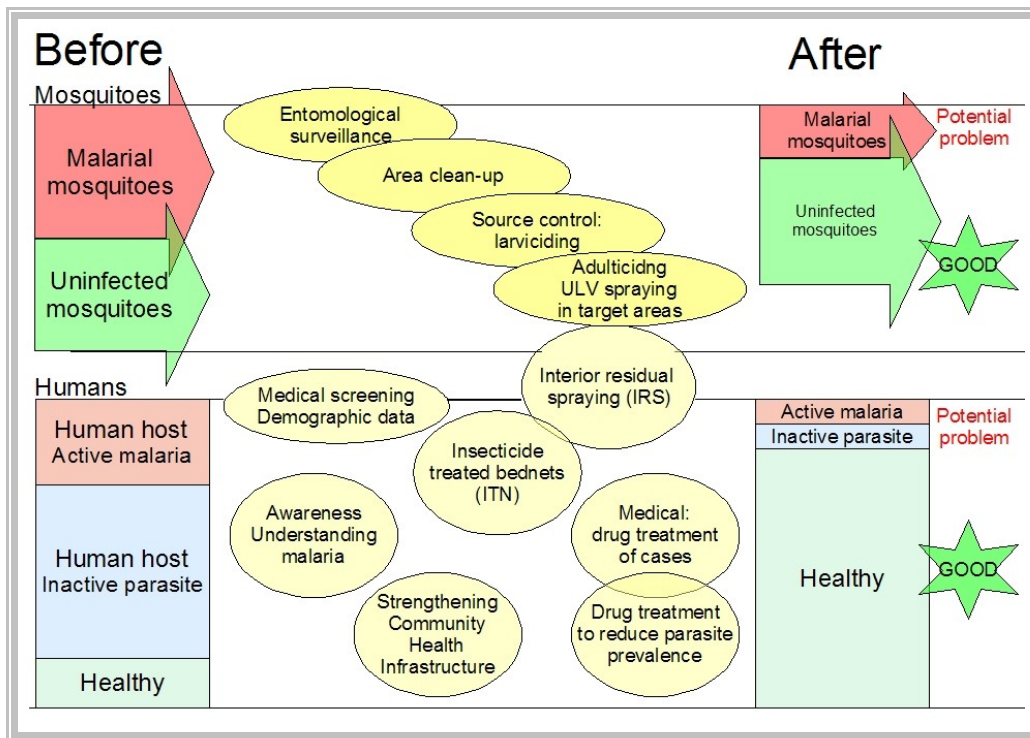 Before
After
Mosquitoes
Malarial
mosquitoes
Uninfected
mosquitoes
Entomological
surveillance
Area clean-up
Source control:
larviciding
Adulticidng
ULV spraying
in target areas
Malarial
mosquitoes
Potential
problem
Uninfected
mosquitoes
GOOD
Humans
Human host
Active malaria
Human host
Inactive parasite
Healthy
Medical screening
Demographic data
Interior residual
spraying (IRS)
Insecticide
treated bednets
(ITN)
Awareness
Understanding
malaria
Medical:
drug treatment
of cases
Strengthening
Community
Health
Infrastructure
Drug treatment
to reduce parasite
prevalence
Active malaria
Inactive parasite
Potential
problem
Healthy
GOOD